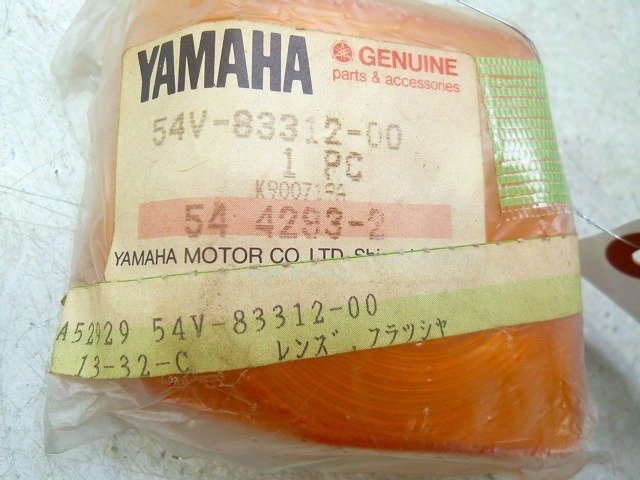 YAMAHA
GENUINE
parts & accessories
54V-83312-00
1 PC
54 4293-2
YAMAHA MOTOR CO LTD
A52929 54V-83312-00
13-32-C レンズ,フラッシヤ